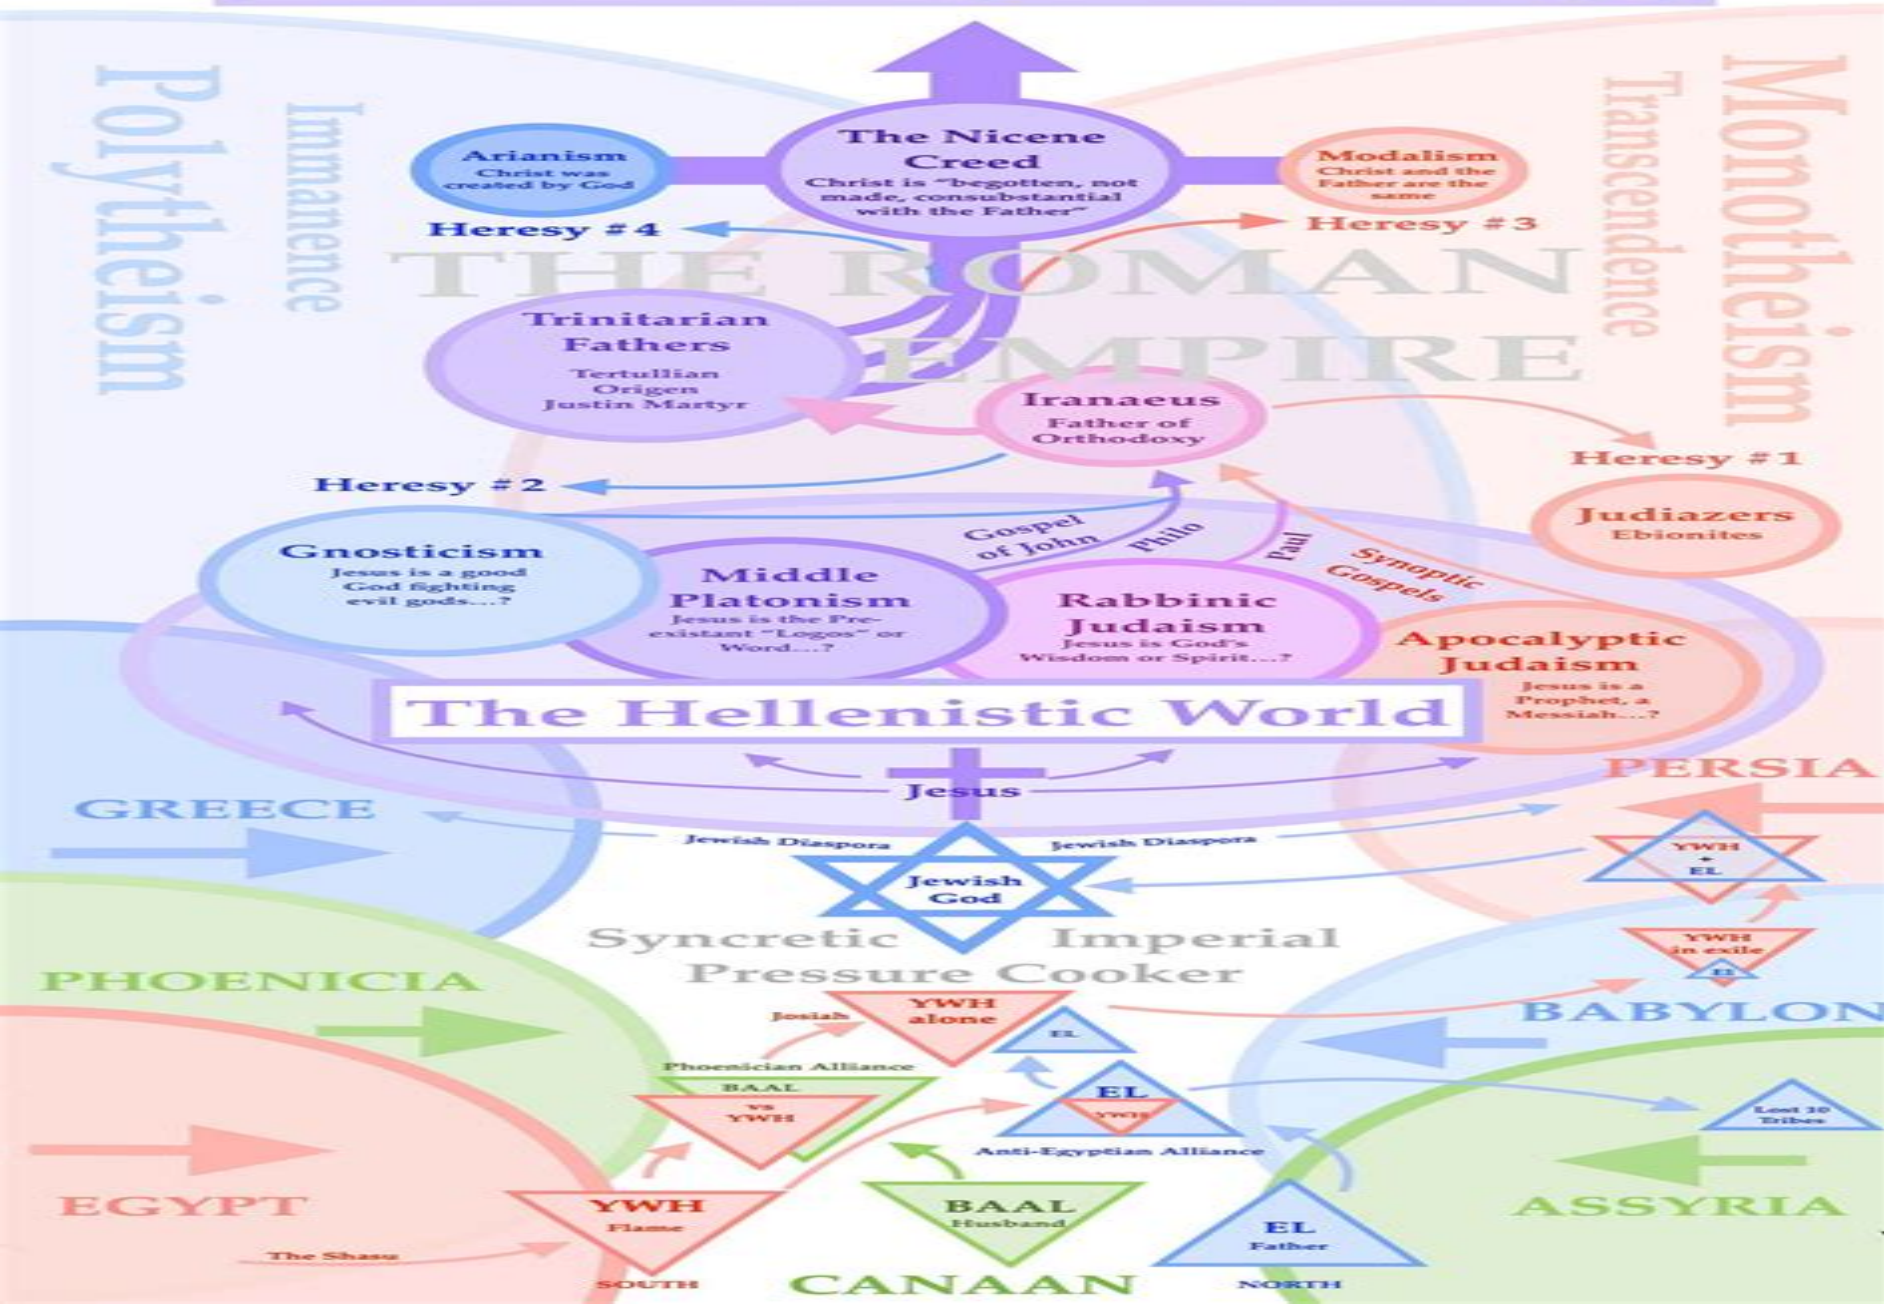 Polytheism
Immanence
Monotheism
Transcendence
The Nicene
Creed
Christ is "begotten, not
made, consubstantial
with the Father"
Arianism
Christ was
created by God
Heresy #4
Modalism
Christ and the
Father are the
same
Heresy #3
THE ROMAN
EMPIRE
Trinitarian
Fathers
Tertullian
Origen
Justin Martyr
Iranaeus
Father of
Orthodoxy
Heresy #1
Judiazers
Ebionites
Heresy #2
Gnosticism
Jesus is a good
God fighting
evil gods...?
Gospel
of John
Philo
Paul
Synoptic
Gospels
Middle
Platonism
Jesus is the Pre-
existant "Logos" or
Word...?
Rabbinic
Judaism
Jesus is God's
Wisdom or Spirit...?
Apocalyptic
Judaism
Jesus is a
Prophet, a
Messiah...?
The Hellenistic World
Jesus
GREECE
PERSIA
Jewish Diaspora
Jewish Diaspora
Jewish
God
YWH
+
EL
Syncretic Imperial
Pressure Cooker
YWH
in exile
EL
PHOENICIA
BABYLON
Josiah
YWH
alone
EL
Phoenician Alliance
BAAL
vs
YWH
EL
YWH
Anti-Egyptian Alliance
Lost 10
Tribes
EGYPT
ASSYRIA
The Shasu
YWH
Flame
SOUTH
BAAL
Husband
CANAAN
EL
Father
NORTH